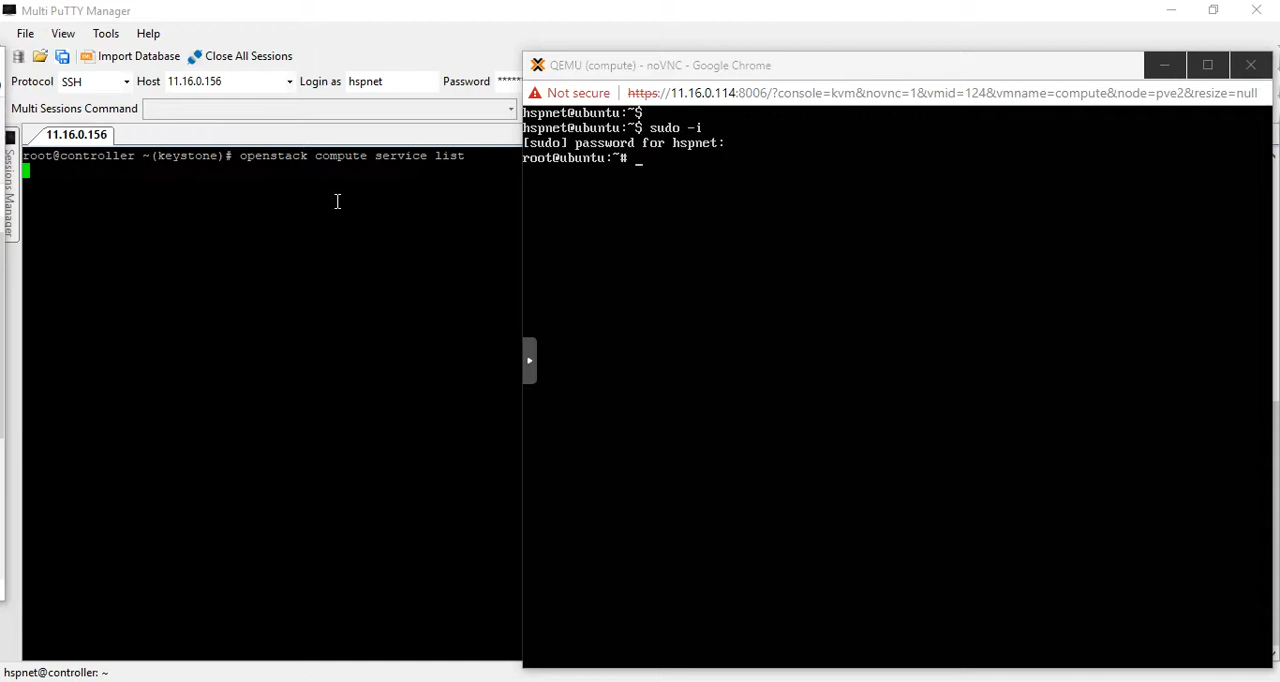 Multi PuTTY Manager
File View Tools Help
Import Database Close All Sessions
Protocol SSH Host 11.16.0.156 Login as hspnet Password *****
Multi Sessions Command
11.16.0.156
Sessions Manager
root@controller ~(keystone)# openstack compute service list
QEMU (compute) - noVNC - Google Chrome
Not secure https://11.16.0.114:8006/?console=kvm&novnc=1&vmid=124&vmname=compute&node=pve2&resize=null
hspnet@ubuntu:~$
hspnet@ubuntu:~$ sudo -i
[sudo] password for hspnet:
root@ubuntu:~# _
hspnet@controller: ~